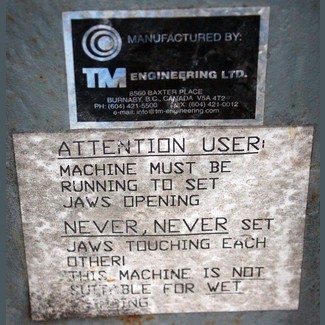 MANUFACTURED BY:
TM ENGINEERING LTD.
8560 BAXTER PLACE
BURNABY, B.C., CANADA V5A 4T2
PH: (604) 421-5500 FAX: (604) 421-0012
e-mail: info@tm-engineering.com
ATTENTION USER:
MACHINE MUST BE
RUNNING TO SET
JAWS OPENING
NEVER, NEVER SET
JAWS TOUCHING EACH
OTHER!
THIS MACHINE IS NOT
SUITABLE FOR WET